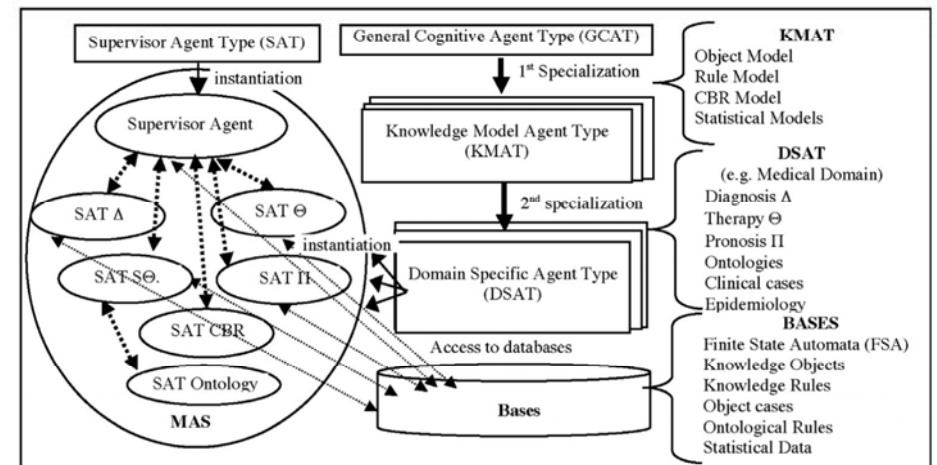 Supervisor Agent Type (SAT)
General Cognitive Agent Type (GCAT)
instantiation
1st Specialization
Supervisor Agent
Knowledge Model Agent Type
(KMAT)
SAT Δ
SAT Θ
2nd specialization
instantiation
SAT SΘ.
SAT Π
Domain Specific Agent Type
(DSAT)
SAT CBR
Access to databases
SAT Ontology
MAS
Bases
KMAT
Object Model
Rule Model
CBR Model
Statistical Models
DSAT
(e.g. Medical Domain)
Diagnosis Δ
Therapy Θ
Pronosis Π
Ontologies
Clinical cases
Epidemiology
BASES
Finite State Automata (FSA)
Knowledge Objects
Knowledge Rules
Object cases
Ontological Rules
Statistical Data